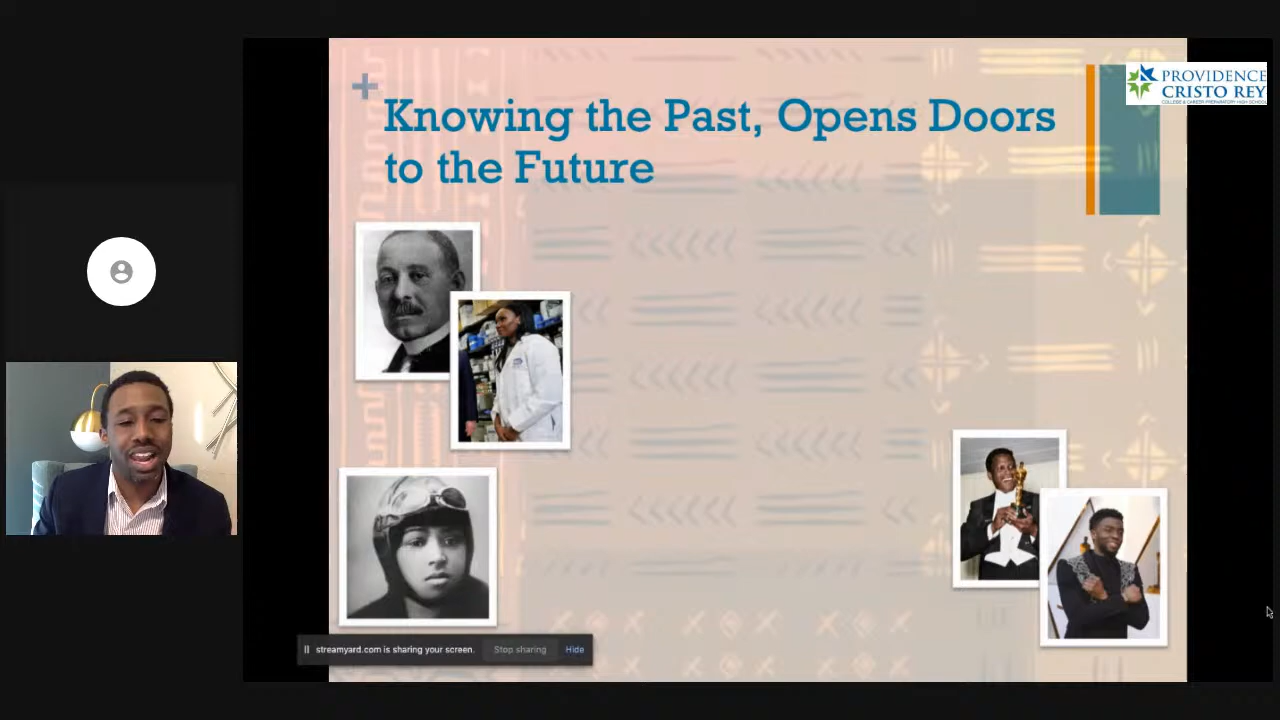 Knowing the Past, Opens Doors
to the Future
PROVIDENCE
CRISTO REY
COLLEGE & CAREER PREPARATORY HIGH SCHOOL
streamyard.com is sharing your screen. Stop sharing Hide